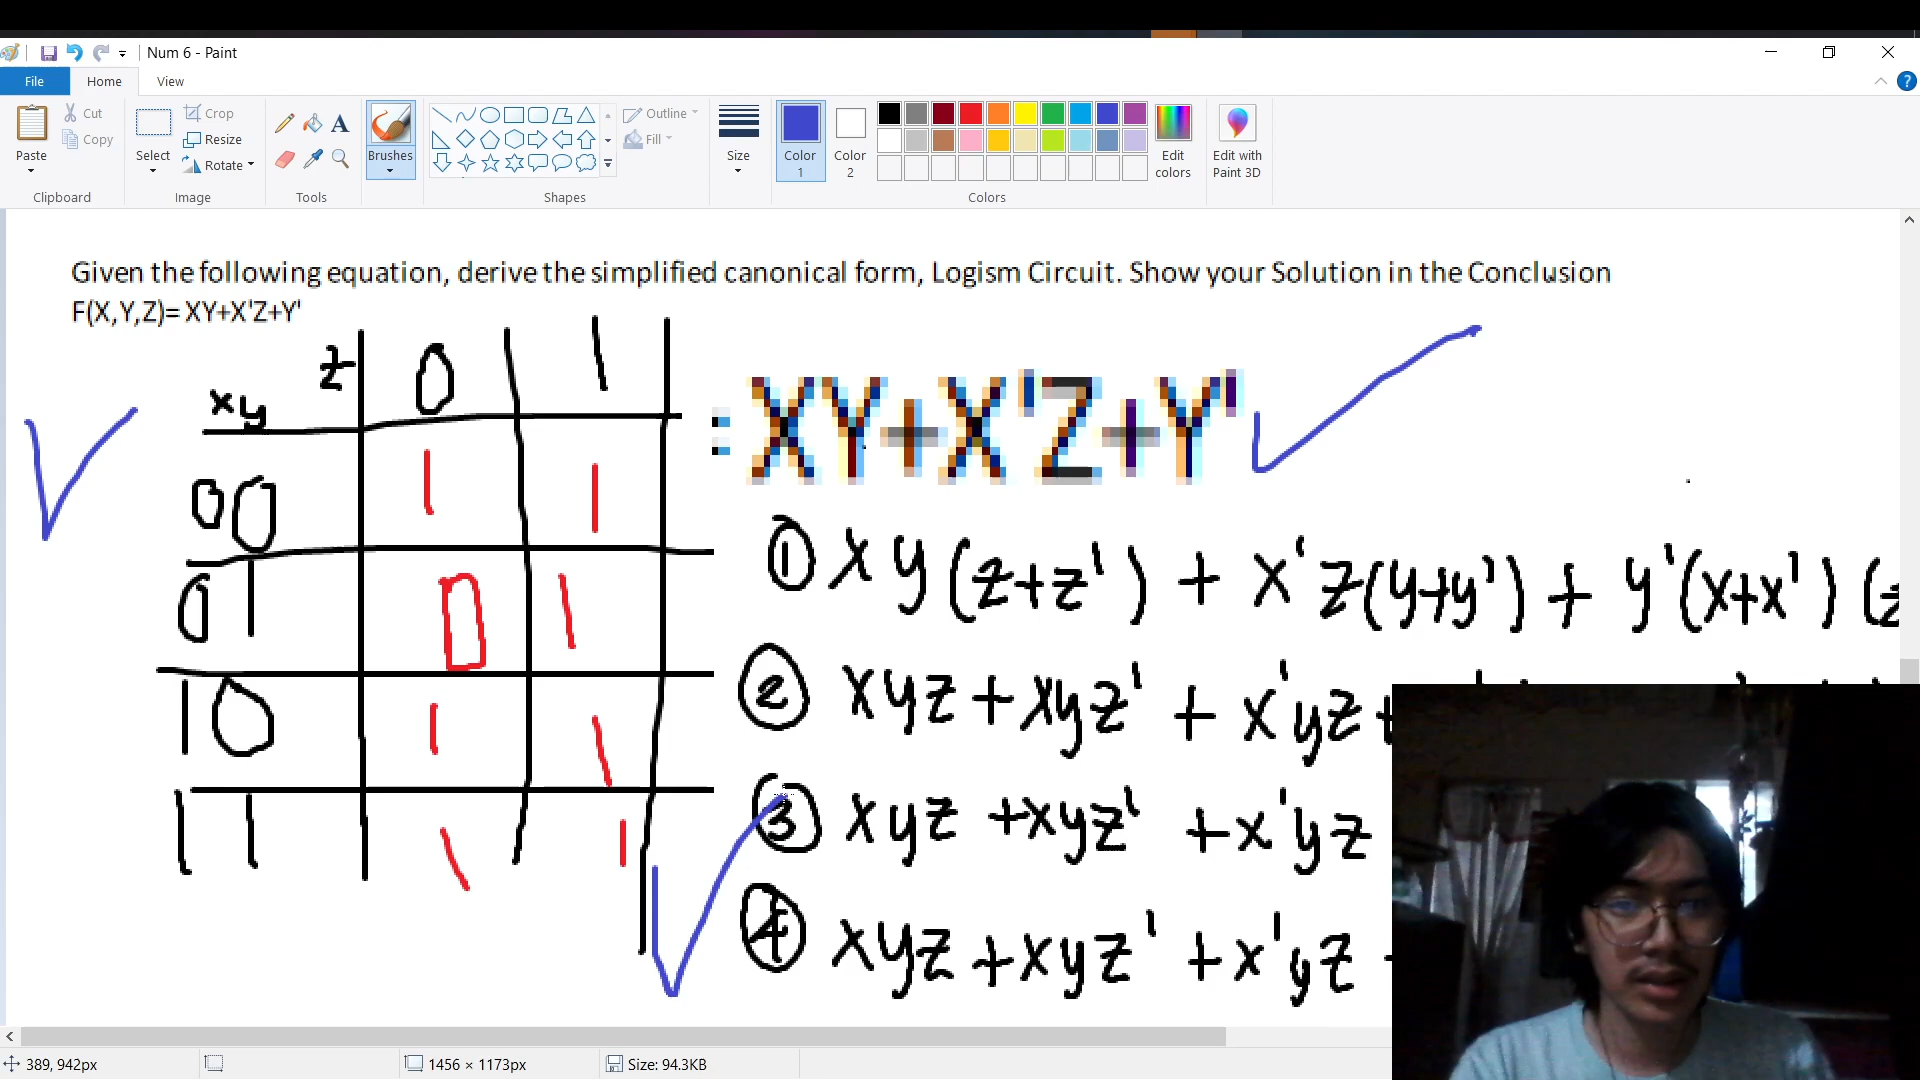 Num 6 - Paint
File Home View
Paste Cut Copy Clipboard
Select Crop Resize Rotate Image
Tools
Brushes
Outline Fill Shapes
Size
Color 1 Color 2
Edit colors Colors
Edit with Paint 3D
Given the following equation, derive the simplified canonical form, Logism Circuit. Show your Solution in the Conclusion
F(X,Y,Z)= XY+X'Z+Y'
z 0 1
xy
: XY+X'Z+Y'
00 1 1
① xy(z+z') + x'z(y+y') + y'(x+x') (z
01 0 1
② xyz+xyz' + x'yz+
10 1 1
③ xyz +xyz' +x'yz
11 1 1
④ xyz+xyz' +x'yz
389, 942px 1456 × 1173px Size: 94.3KB